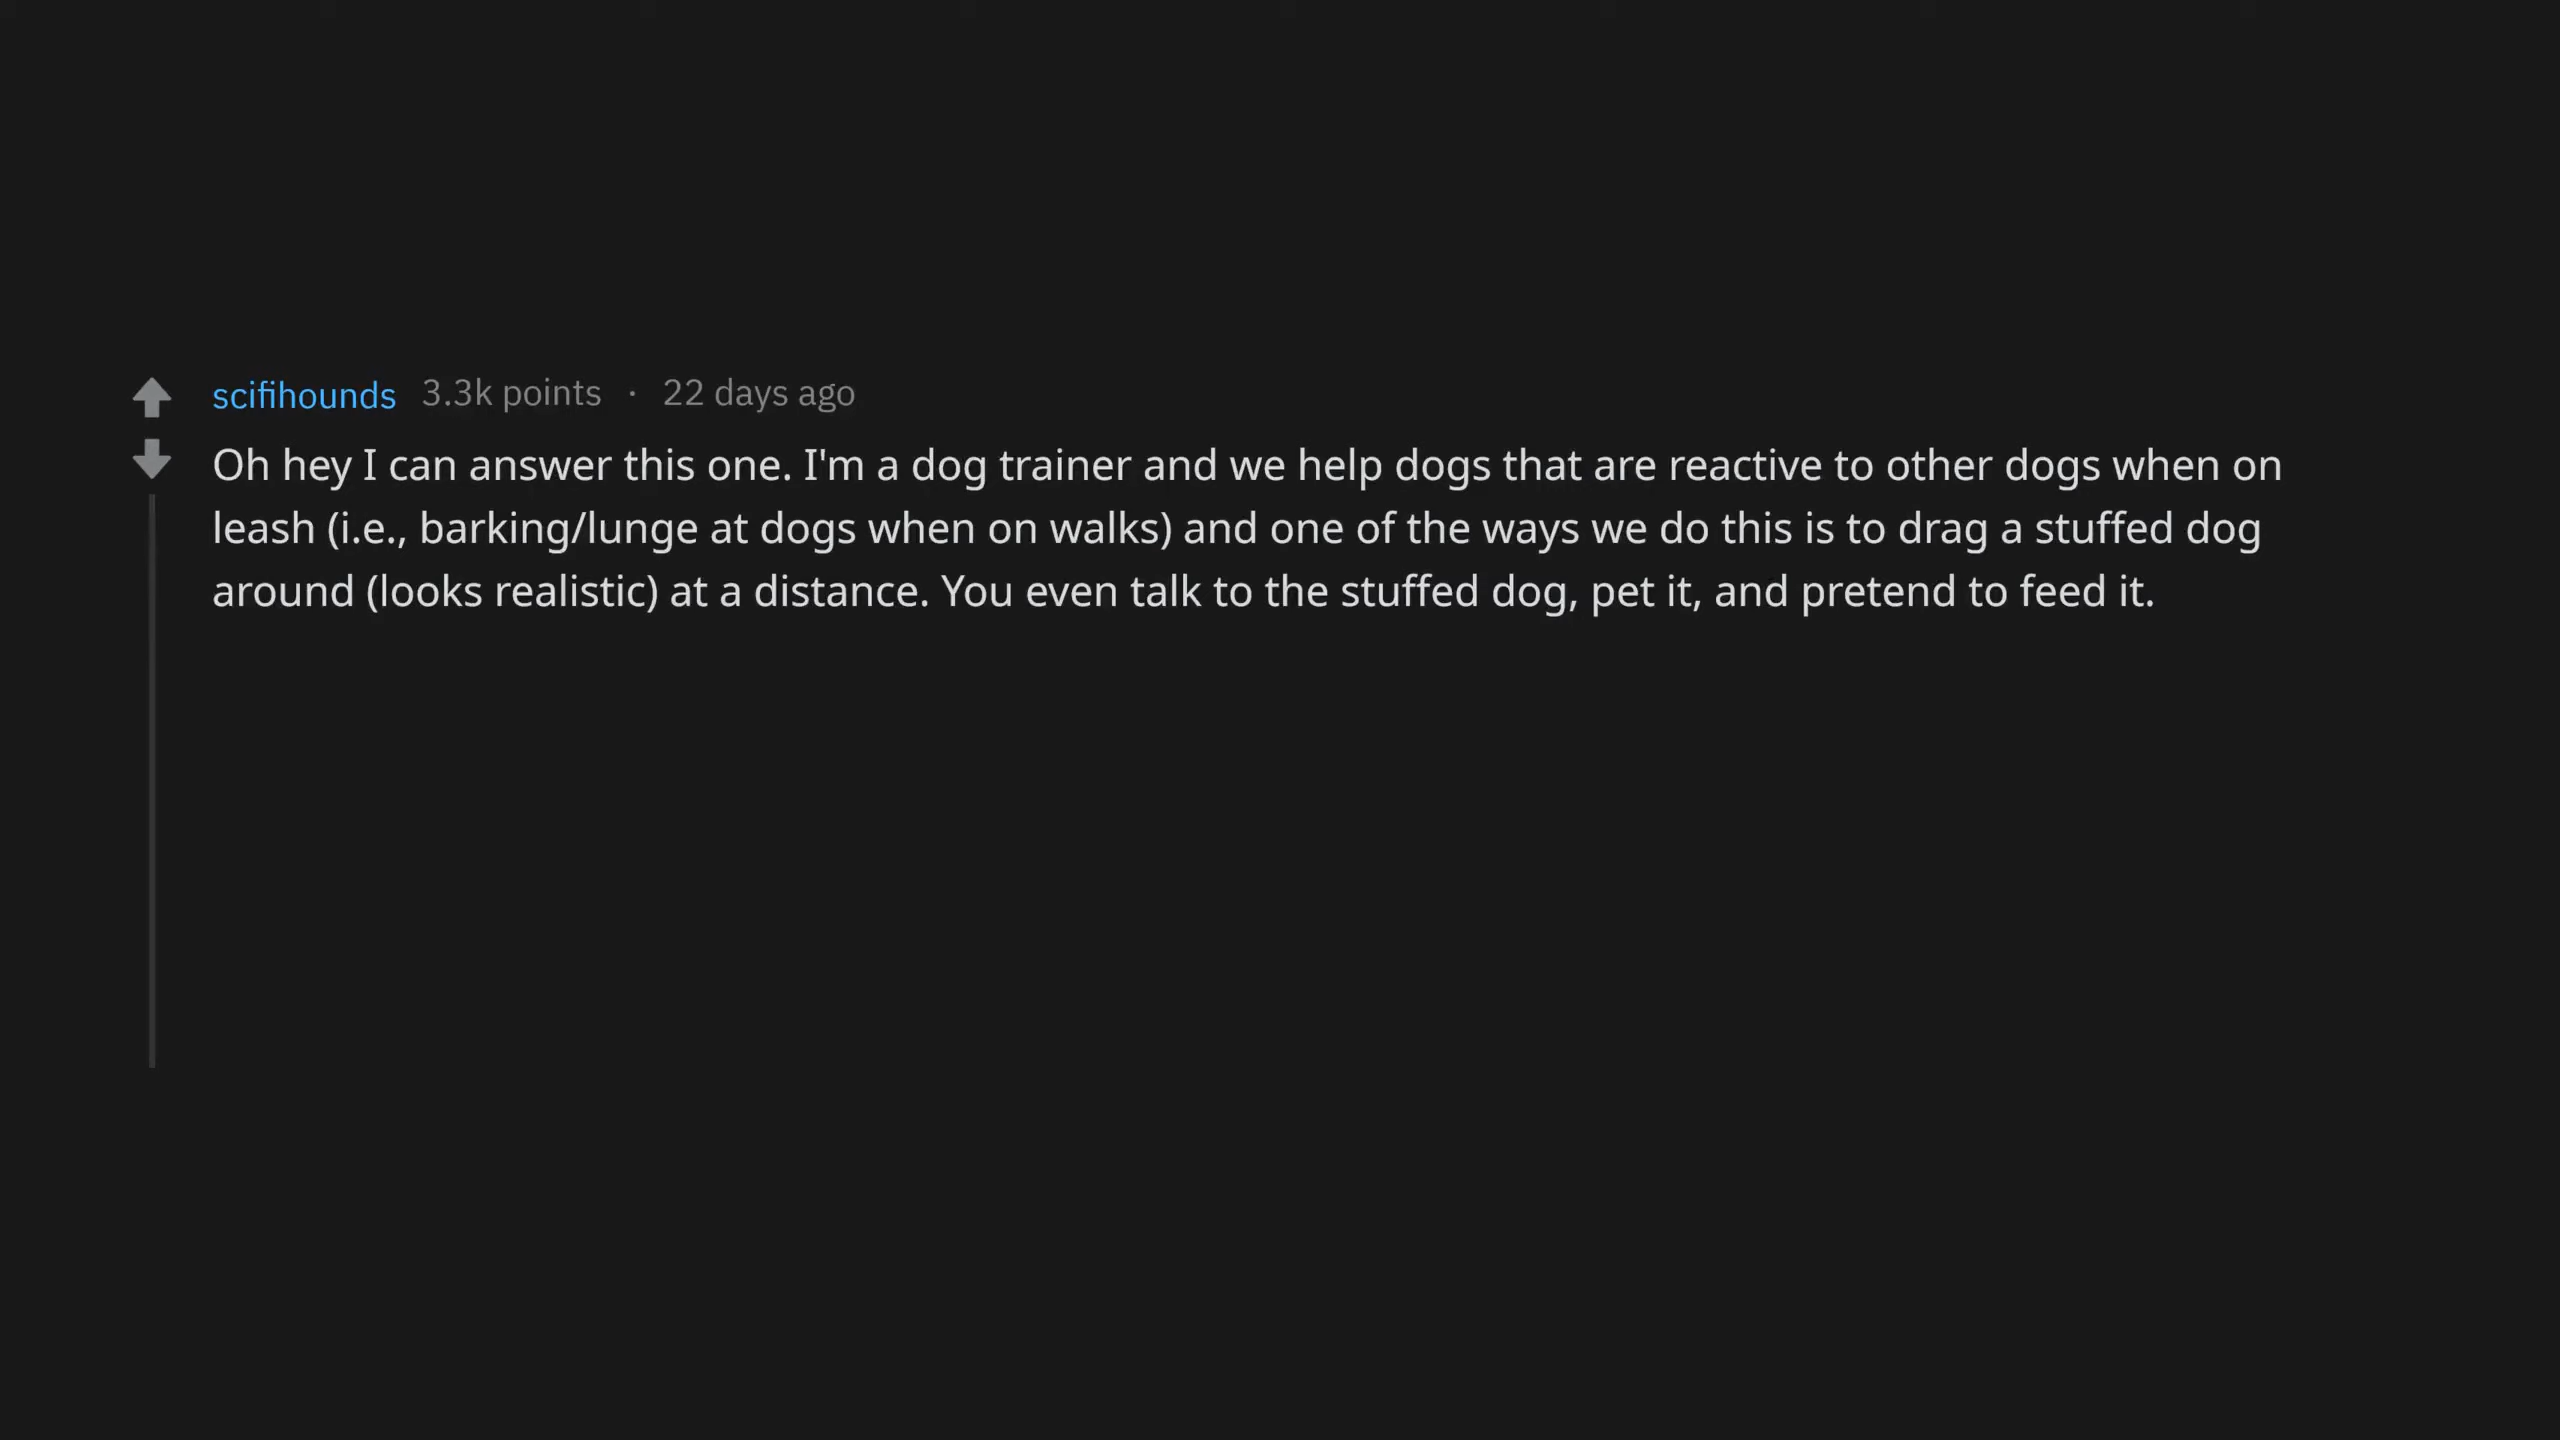 scifihounds 3.3k points · 22 days ago
Oh hey I can answer this one. I'm a dog trainer and we help dogs that are reactive to other dogs when on
leash (i.e., barking/lunge at dogs when on walks) and one of the ways we do this is to drag a stuffed dog
around (looks realistic) at a distance. You even talk to the stuffed dog, pet it, and pretend to feed it.